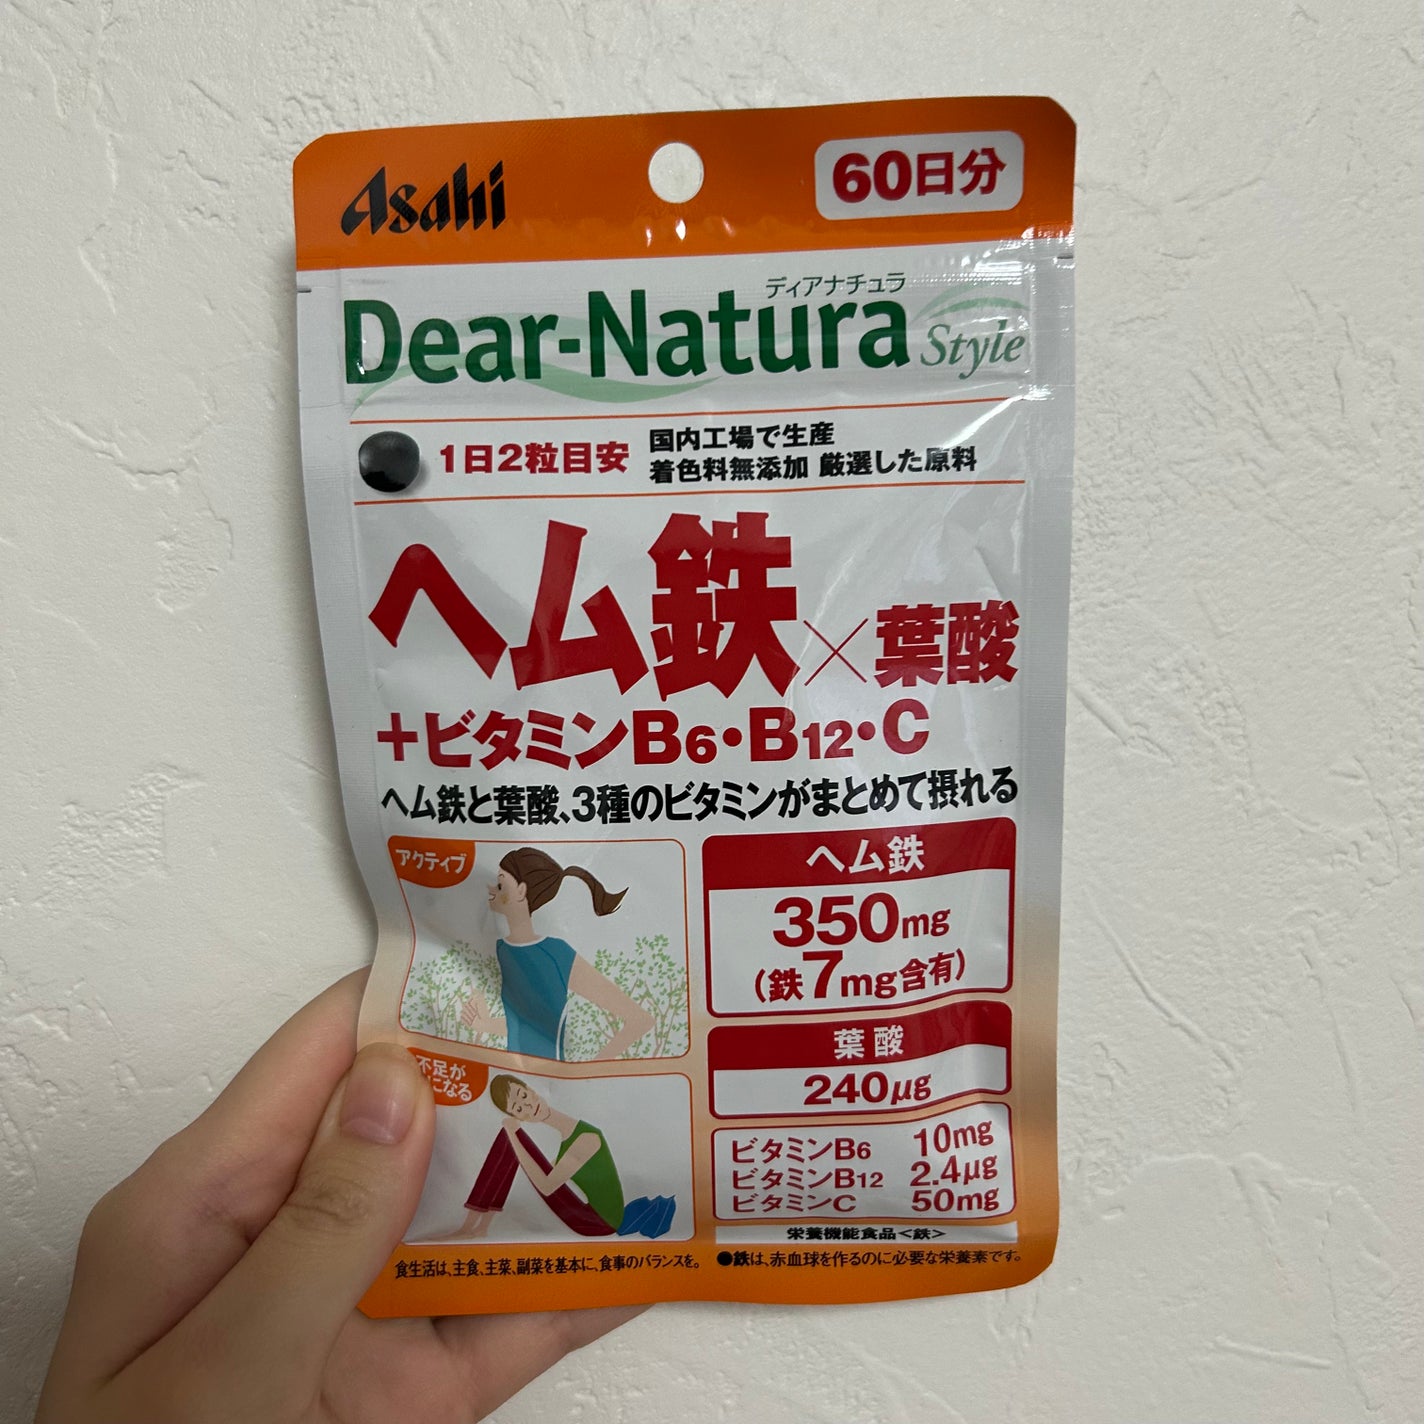 Asahi
60日分
ディアナチュラ
Dear-Natura Style
1日2粒目安
国内工場で生産
着色料無添加 厳選した原料
ヘム鉄×葉酸
+ビタミンB6・B12・C
ヘム鉄と葉酸、3種のビタミンがまとめて摂れる
アクティブ
不足が
になる
ヘム鉄
350mg
(鉄7mg含有)
葉酸
240μg
ビタミンB6 10mg
ビタミンB12 2.4μg
ビタミンC 50mg
栄養機能食品<鉄>
食生活は、主食、主菜、副菜を基本に、食事のバランスを。
●鉄は、赤血球を作るのに必要な栄養素です。